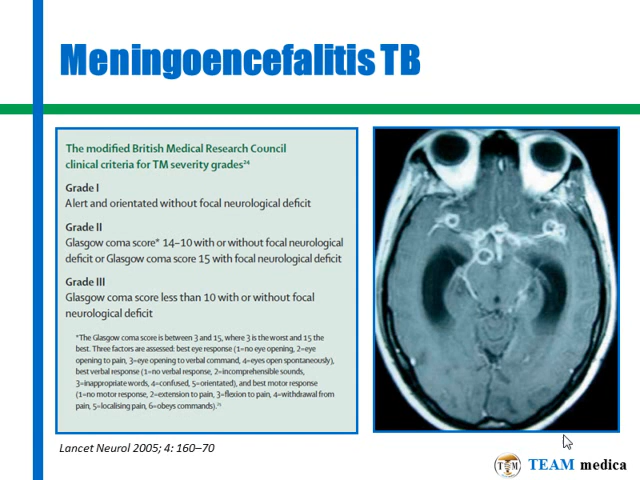 Meningoencefalitis TB
The modified British Medical Research Council
clinical criteria for TM severity grades²⁴
Grade I
Alert and orientated without focal neurological deficit
Grade II
Glasgow coma score* 14–10 with or without focal neurological
deficit or Glasgow coma score 15 with focal neurological deficit
Grade III
Glasgow coma score less than 10 with or without focal
neurological deficit
*The Glasgow coma score is between 3 and 15, where 3 is the worst and 15 the
best. Three factors are assessed: best eye response (1=no eye opening, 2=eye
opening to pain, 3=eye opening to verbal command, 4=eyes open spontaneously),
best verbal response (1=no verbal response, 2=incomprehensible sounds,
3=inappropriate words, 4=confused, 5=orientated), and best motor response
(1=no motor response, 2=extension to pain, 3=flexion to pain, 4=withdrawal from
pain, 5=localising pain, 6=obeys commands).²⁵
Lancet Neurol 2005; 4: 160–70
TEAM medica